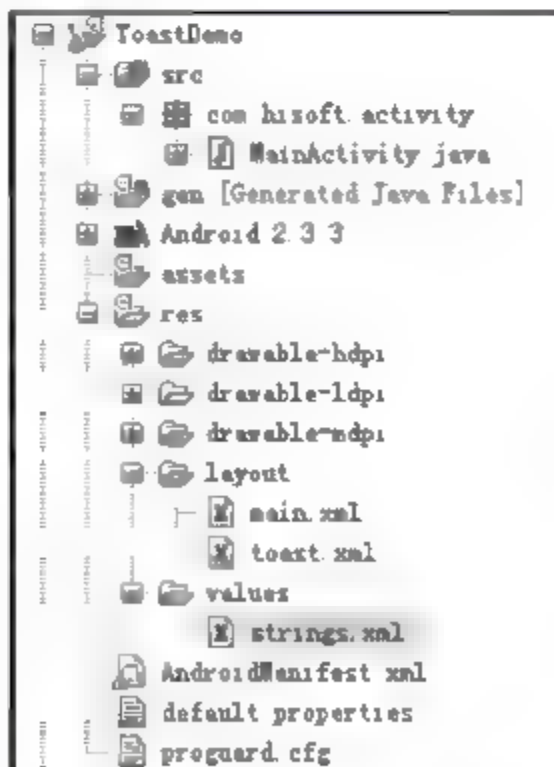 ToastDemo
src
com.hisoft.activity
MainActivity.java
gen [Generated Java Files]
Android 2.3.3
assets
res
drawable-hdpi
drawable-ldpi
drawable-mdpi
layout
main.xml
toast.xml
values
strings.xml
AndroidManifest.xml
default.properties
proguard.cfg